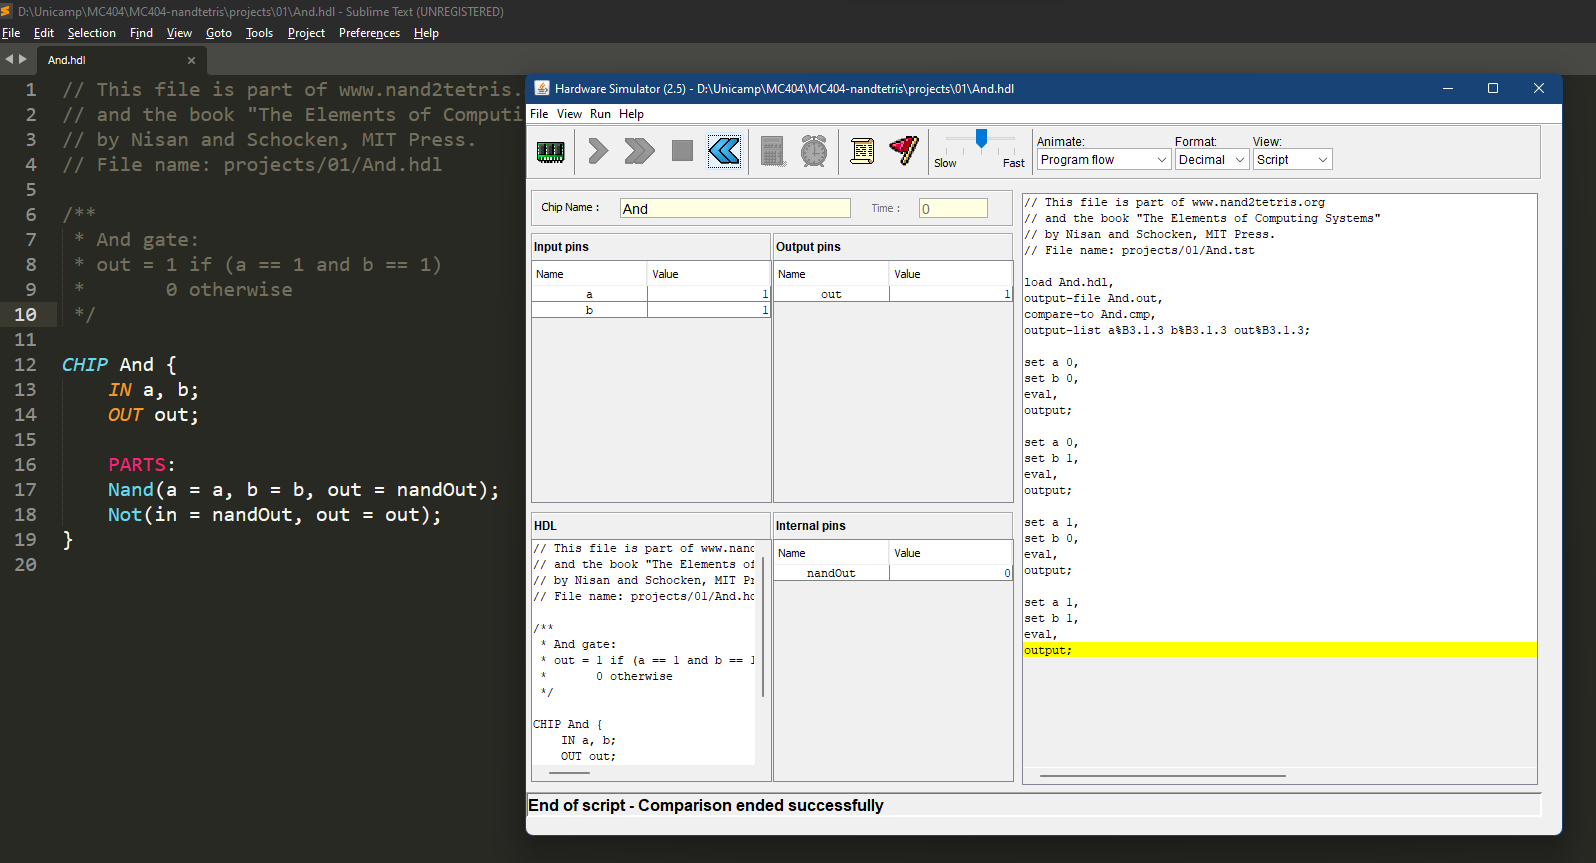 D:\Unicamp\MC404\MC404-nandtetris\projects\01\And.hdl - Sublime Text (UNREGISTERED)
File Edit Selection Find View Goto Tools Project Preferences Help
And.hdl ×
1 // This file is part of www.nand2tetris.
2 // and the book "The Elements of Computi
3 // by Nisan and Schocken, MIT Press.
4 // File name: projects/01/And.hdl
5
6 /**
7  * And gate:
8  * out = 1 if (a == 1 and b == 1)
9  *       0 otherwise
10  */
11
12 CHIP And {
13     IN a, b;
14     OUT out;
15
16     PARTS:
17     Nand(a = a, b = b, out = nandOut);
18     Not(in = nandOut, out = out);
19 }
20
Hardware Simulator (2.5) - D:\Unicamp\MC404\MC404-nandtetris\projects\01\And.hdl
File View Run Help
Slow Fast
Animate:
Program flow
Format:
Decimal
View:
Script
Chip Name : And
Time : 0
Input pins
Name Value
a 1
b 1
Output pins
Name Value
out 1
HDL
// This file is part of www.nand
// and the book "The Elements of
// by Nisan and Schocken, MIT Pr
// File name: projects/01/And.hd
/**
 * And gate:
 * out = 1 if (a == 1 and b == 1
 *       0 otherwise
 */
CHIP And {
    IN a, b;
    OUT out;
Internal pins
Name Value
nandOut 0
// This file is part of www.nand2tetris.org
// and the book "The Elements of Computing Systems"
// by Nisan and Schocken, MIT Press.
// File name: projects/01/And.tst
load And.hdl,
output-file And.out,
compare-to And.cmp,
output-list a%B3.1.3 b%B3.1.3 out%B3.1.3;
set a 0,
set b 0,
eval,
output;
set a 0,
set b 1,
eval,
output;
set a 1,
set b 0,
eval,
output;
set a 1,
set b 1,
eval,
output;
End of script - Comparison ended successfully